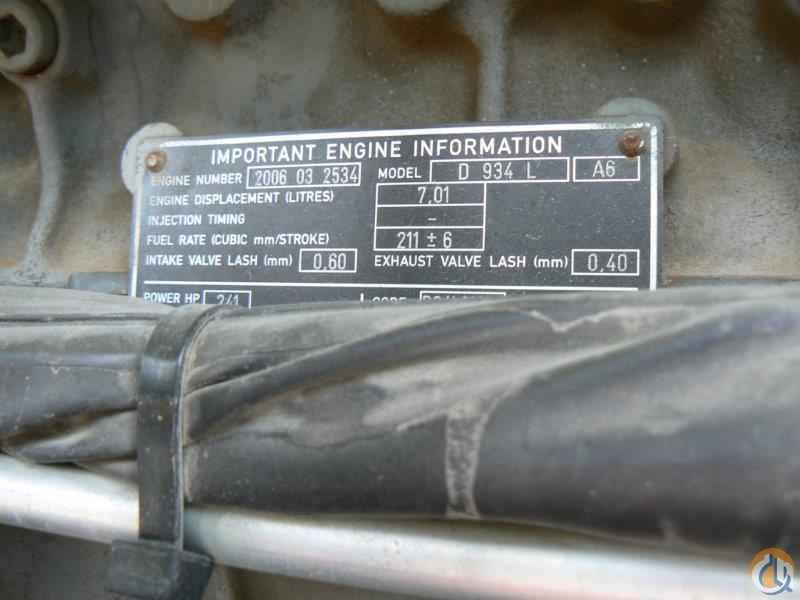 IMPORTANT ENGINE INFORMATION
ENGINE NUMBER 2006 03 2534 MODEL D 934 L A6
ENGINE DISPLACEMENT (LITRES) 7,01
INJECTION TIMING -
FUEL RATE (CUBIC mm/STROKE) 211 ± 6
INTAKE VALVE LASH (mm) 0,60 EXHAUST VALVE LASH (mm) 0,40
POWER HP 241 CODE